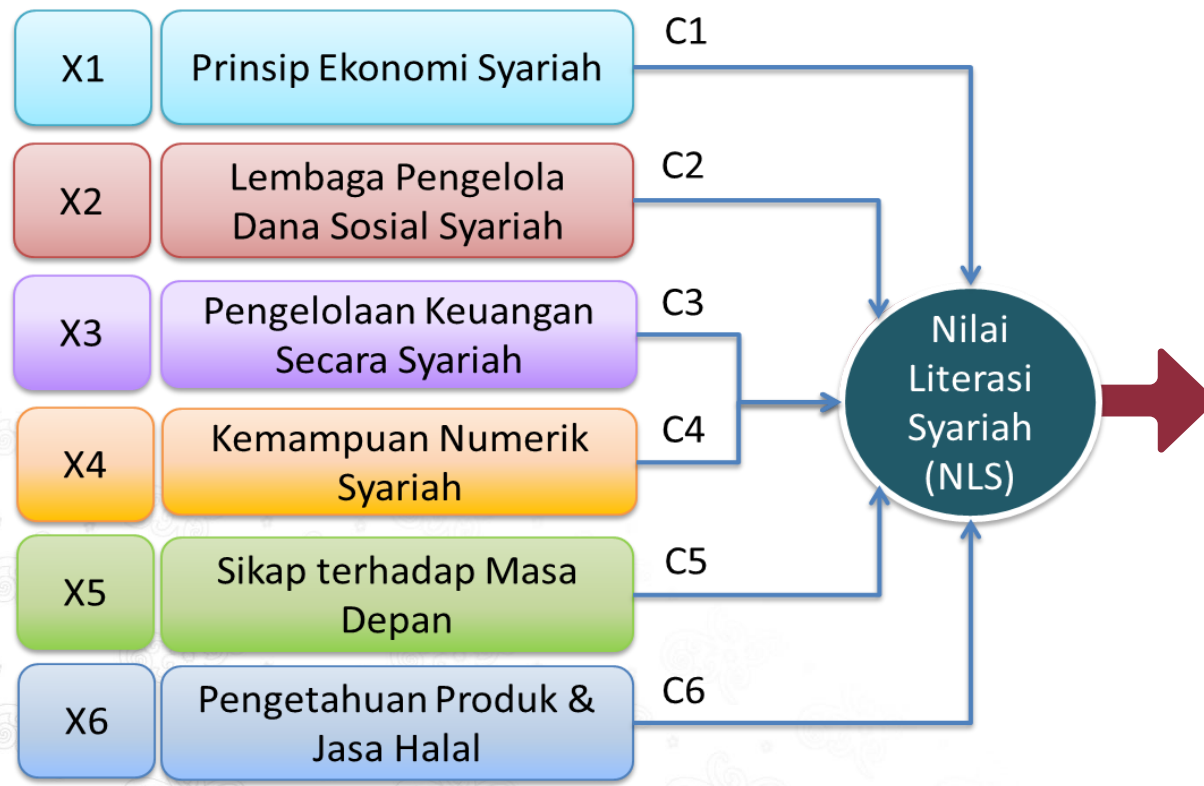 X1
Prinsip Ekonomi Syariah
C1
X2
Lembaga Pengelola
Dana Sosial Syariah
C2
X3
Pengelolaan Keuangan
Secara Syariah
C3
X4
Kemampuan Numerik
Syariah
C4
X5
Sikap terhadap Masa
Depan
C5
X6
Pengetahuan Produk &
Jasa Halal
C6
Nilai
Literasi
Syariah
(NLS)